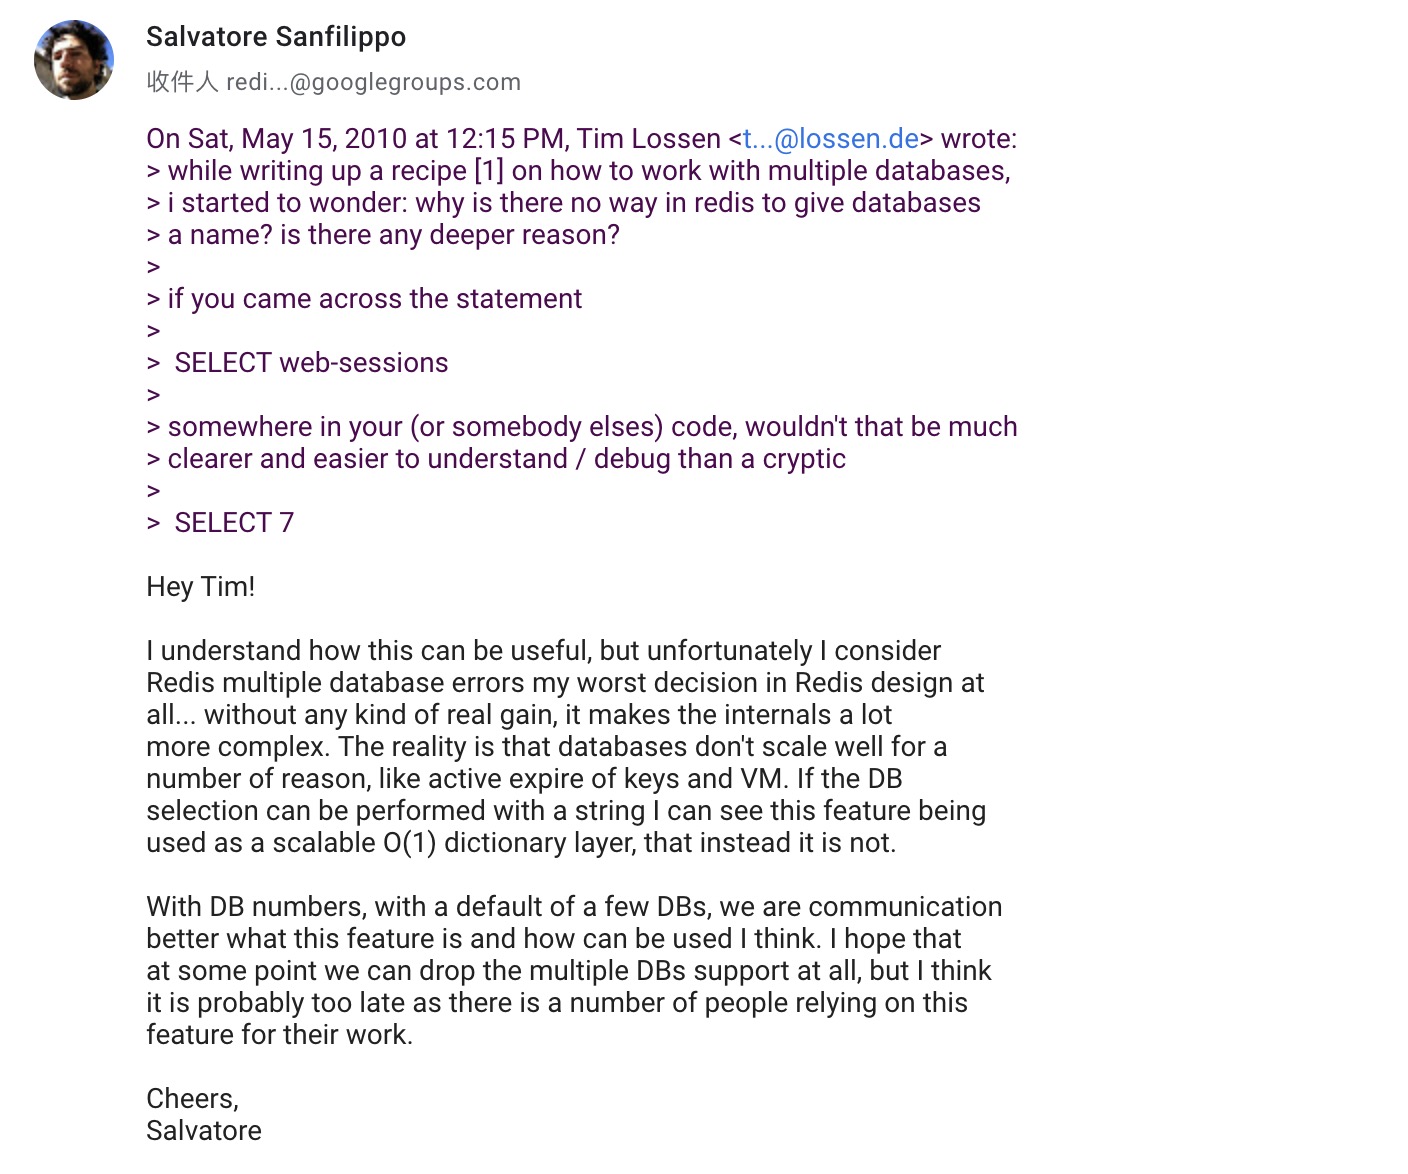 Salvatore Sanfilippo
收件人 redi...@googlegroups.com
On Sat, May 15, 2010 at 12:15 PM, Tim Lossen <t...@lossen.de> wrote:
> while writing up a recipe [1] on how to work with multiple databases,
> i started to wonder: why is there no way in redis to give databases
> a name? is there any deeper reason?
>
> if you came across the statement
>
>  SELECT web-sessions
>
> somewhere in your (or somebody elses) code, wouldn't that be much
> clearer and easier to understand / debug than a cryptic
>
>  SELECT 7
Hey Tim!
I understand how this can be useful, but unfortunately I consider
Redis multiple database errors my worst decision in Redis design at
all... without any kind of real gain, it makes the internals a lot
more complex. The reality is that databases don't scale well for a
number of reason, like active expire of keys and VM. If the DB
selection can be performed with a string I can see this feature being
used as a scalable O(1) dictionary layer, that instead it is not.
With DB numbers, with a default of a few DBs, we are communication
better what this feature is and how can be used I think. I hope that
at some point we can drop the multiple DBs support at all, but I think
it is probably too late as there is a number of people relying on this
feature for their work.
Cheers,
Salvatore